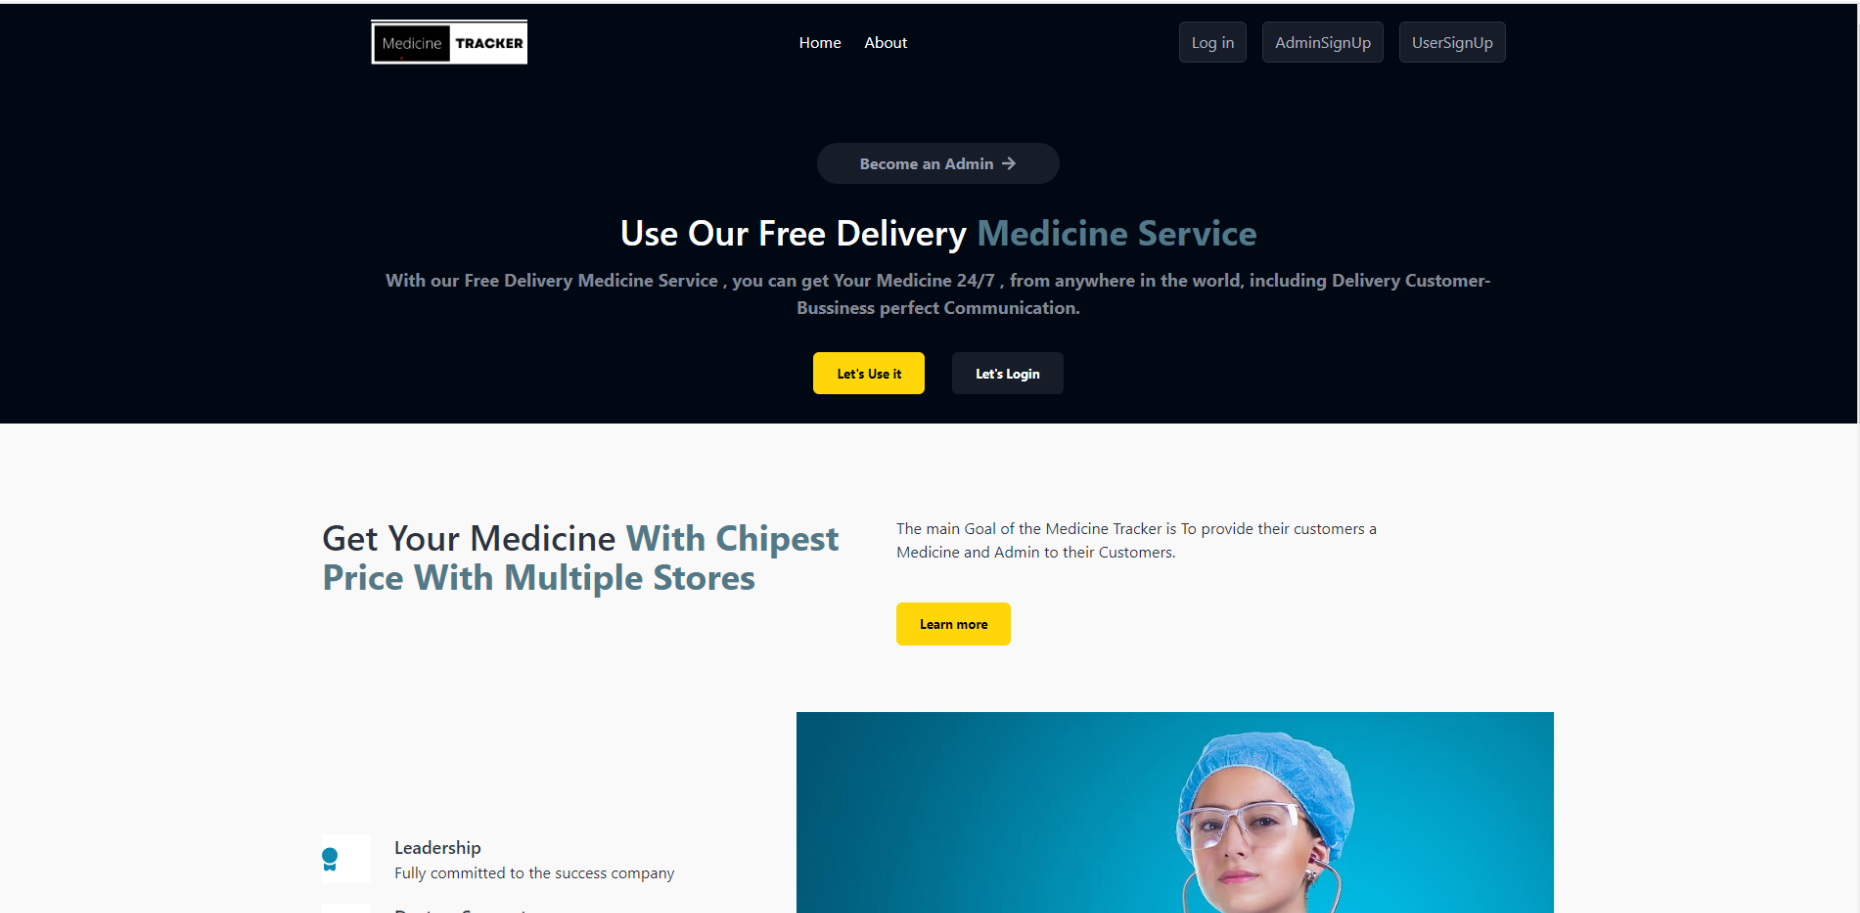 Medicine TRACKER
Home About
Log in AdminSignUp UserSignUp
Become an Admin →
Use Our Free Delivery Medicine Service
With our Free Delivery Medicine Service , you can get Your Medicine 24/7 , from anywhere in the world, including Delivery Customer-
Bussiness perfect Communication.
Let's Use it Let's Login
Get Your Medicine With Chipest
Price With Multiple Stores
The main Goal of the Medicine Tracker is To provide their customers a
Medicine and Admin to their Customers.
Learn more
Leadership
Fully committed to the success company